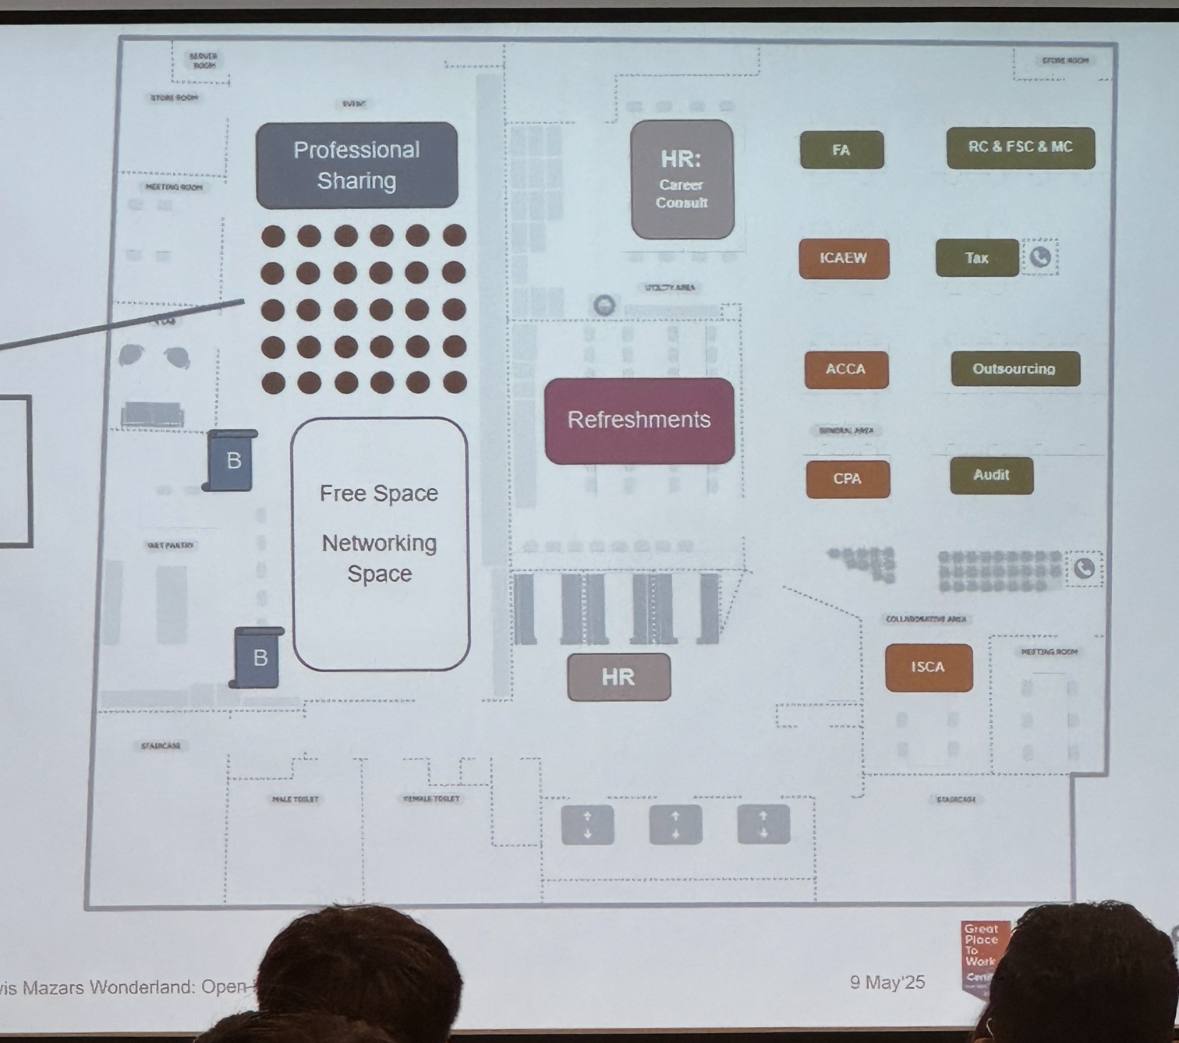 SERVER
ROOM
STORE ROOM
STORE ROOM
EVENT
Professional
Sharing
HR:
Career
Consult
FA
RC & FSC & MC
MEETING ROOM
ICAEW
Tax
UTILITY AREA
ACCA
Outsourcing
Refreshments
GENERAL AREA
B
CPA
Audit
Free Space
Networking
Space
WET PANTRY
COLLABORATIVE AREA
MEETING ROOM
B
HR
ISCA
STAIRCASE
MALE TOILET
FEMALE TOILET
STAIRCASE
Great
Place
To
Work
vis Mazars Wonderland: Open
9 May'25